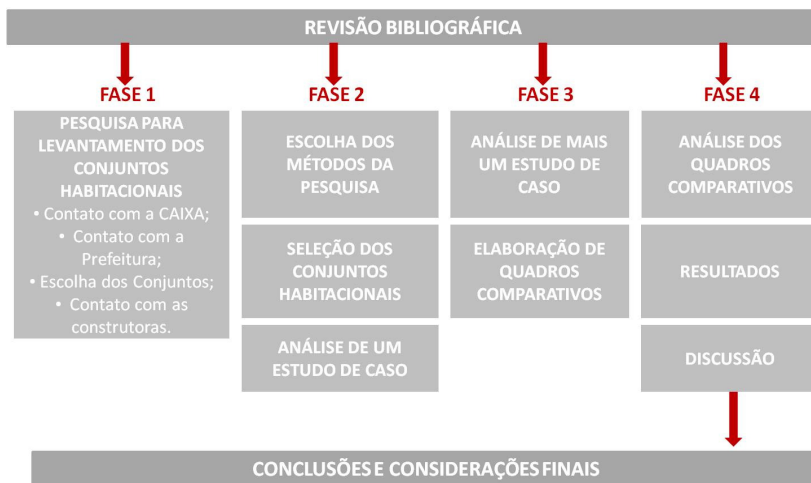 REVISÃO BIBLIOGRÁFICA
FASE 1
PESQUISA PARA
LEVANTAMENTO DOS
CONJUNTOS
HABITACIONAIS
• Contato com a CAIXA;
• Contato com a
Prefeitura;
• Escolha dos Conjuntos;
• Contato com as
construtoras.
FASE 2
ESCOLHA DOS
MÉTODOS DA
PESQUISA
SELEÇÃO DOS
CONJUNTOS
HABITACIONAIS
ANÁLISE DE UM
ESTUDO DE CASO
FASE 3
ANÁLISE DE MAIS
UM ESTUDO DE
CASO
ELABORAÇÃO DE
QUADROS
COMPARATIVOS
FASE 4
ANÁLISE DOS
QUADROS
COMPARATIVOS
RESULTADOS
DISCUSSÃO
CONCLUSÕES E CONSIDERAÇÕES FINAIS